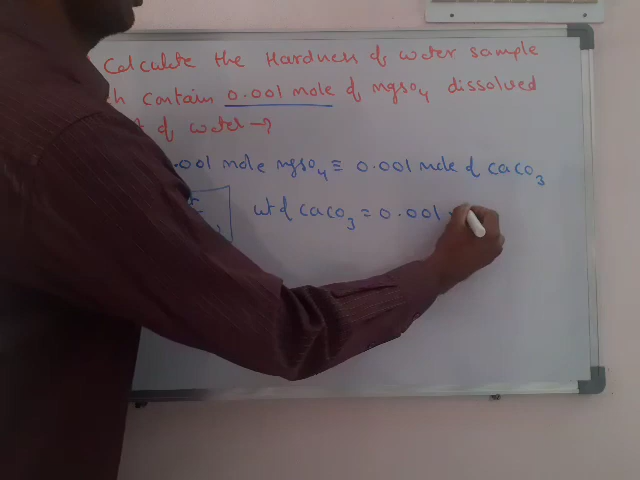 Calculate the Hardness of water sample
contain 0.001 mole of MgSO4 dissolved
of water →
.001 mole MgSO4 ≡ 0.001 mole of CaCO3
wt of CaCO3 = 0.001